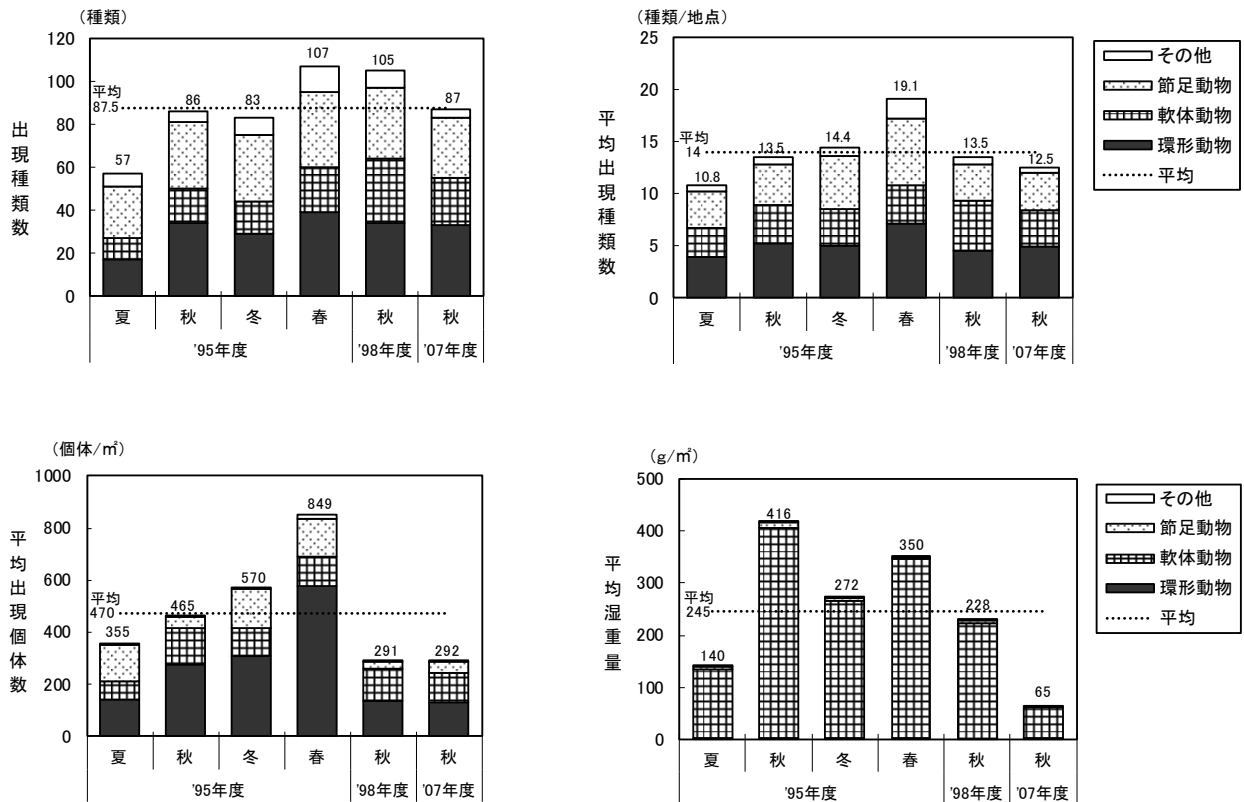 (種類)
120
100
80
60
40
20
0
出現種類数
平均
87.5
57
86
83
107
105
87
夏 秋 冬 春 秋 秋
'95年度 '98年度 '07年度
(種類/地点)
25
20
15
10
5
0
平均出現種類数
平均
14
10.8
13.5
14.4
19.1
13.5
12.5
夏 秋 冬 春 秋 秋
'95年度 '98年度 '07年度
その他
節足動物
軟体動物
環形動物
平均
(個体/㎡)
1000
800
600
400
200
0
平均出現個体数
平均
470
355
465
570
849
291
292
夏 秋 冬 春 秋 秋
'95年度 '98年度 '07年度
(g/㎡)
500
400
300
200
100
0
平均湿重量
平均
245
140
416
272
350
228
65
夏 秋 冬 春 秋 秋
'95年度 '98年度 '07年度
その他
節足動物
軟体動物
環形動物
平均